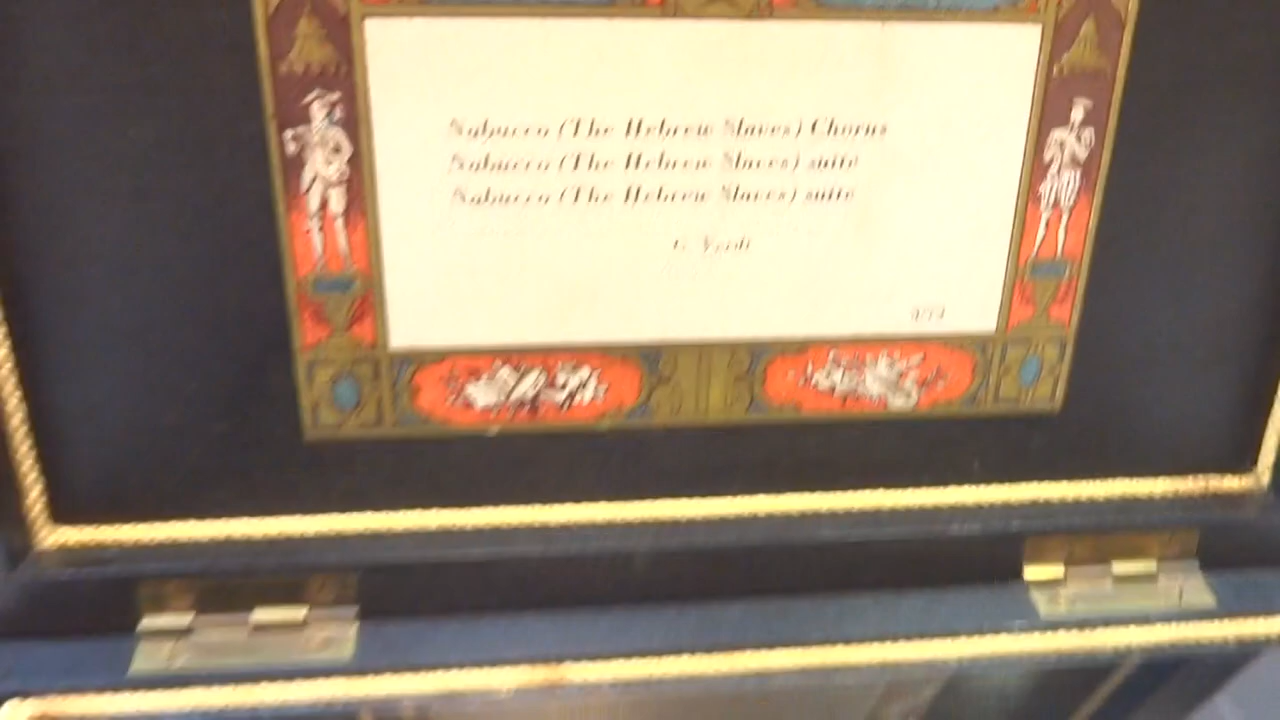 Nabucco (The Hebrew Slaves) Chorus
Nabucco (The Hebrew Slaves) suite
Nabucco (The Hebrew Slaves) suite
G. Verdi